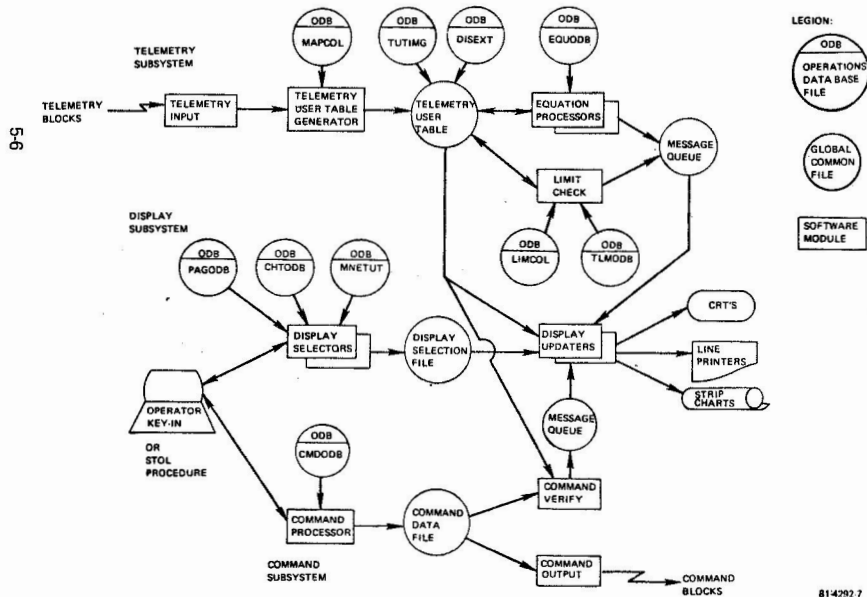 5-6
TELEMETRY
SUBSYSTEM
TELEMETRY
BLOCKS
TELEMETRY
INPUT
ODB
MAPCOL
TELEMETRY
USER TABLE
GENERATOR
ODB
TUTIMG
ODB
DISEXT
TELEMETRY
USER
TABLE
ODB
EQUODB
EQUATION
PROCESSORS
MESSAGE
QUEUE
LIMIT
CHECK
ODB
LIMCOL
ODB
TLMODB
LEGION:
ODB
OPERATIONS
DATA BASE
FILE
GLOBAL
COMMON
FILE
SOFTWARE
MODULE
DISPLAY
SUBSYSTEM
ODB
PAGODB
ODB
CHTODB
ODB
MNETUT
DISPLAY
SELECTORS
DISPLAY
SELECTION
FILE
DISPLAY
UPDATERS
CRT'S
LINE
PRINTERS
STRIP
CHARTS
OPERATOR
KEY-IN
OR
STOL
PROCEDURE
ODB
CMDODB
COMMAND
PROCESSOR
COMMAND
SUBSYSTEM
COMMAND
DATA
FILE
MESSAGE
QUEUE
COMMAND
VERIFY
COMMAND
OUTPUT
COMMAND
BLOCKS
81-4292-7